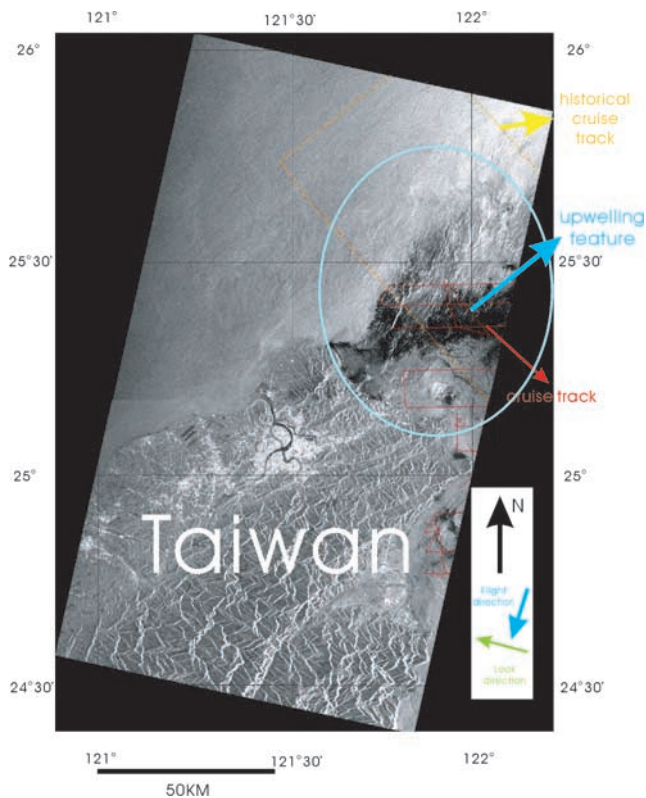 121° 121°30' 122°
26° 26°
historical
cruise
track
upwelling
feature
25°30' 25°30'
cruise track
25° 25°
Taiwan
N
Flight
direction
Look
direction
24°30' 24°30'
121° 121°30' 122°
50KM